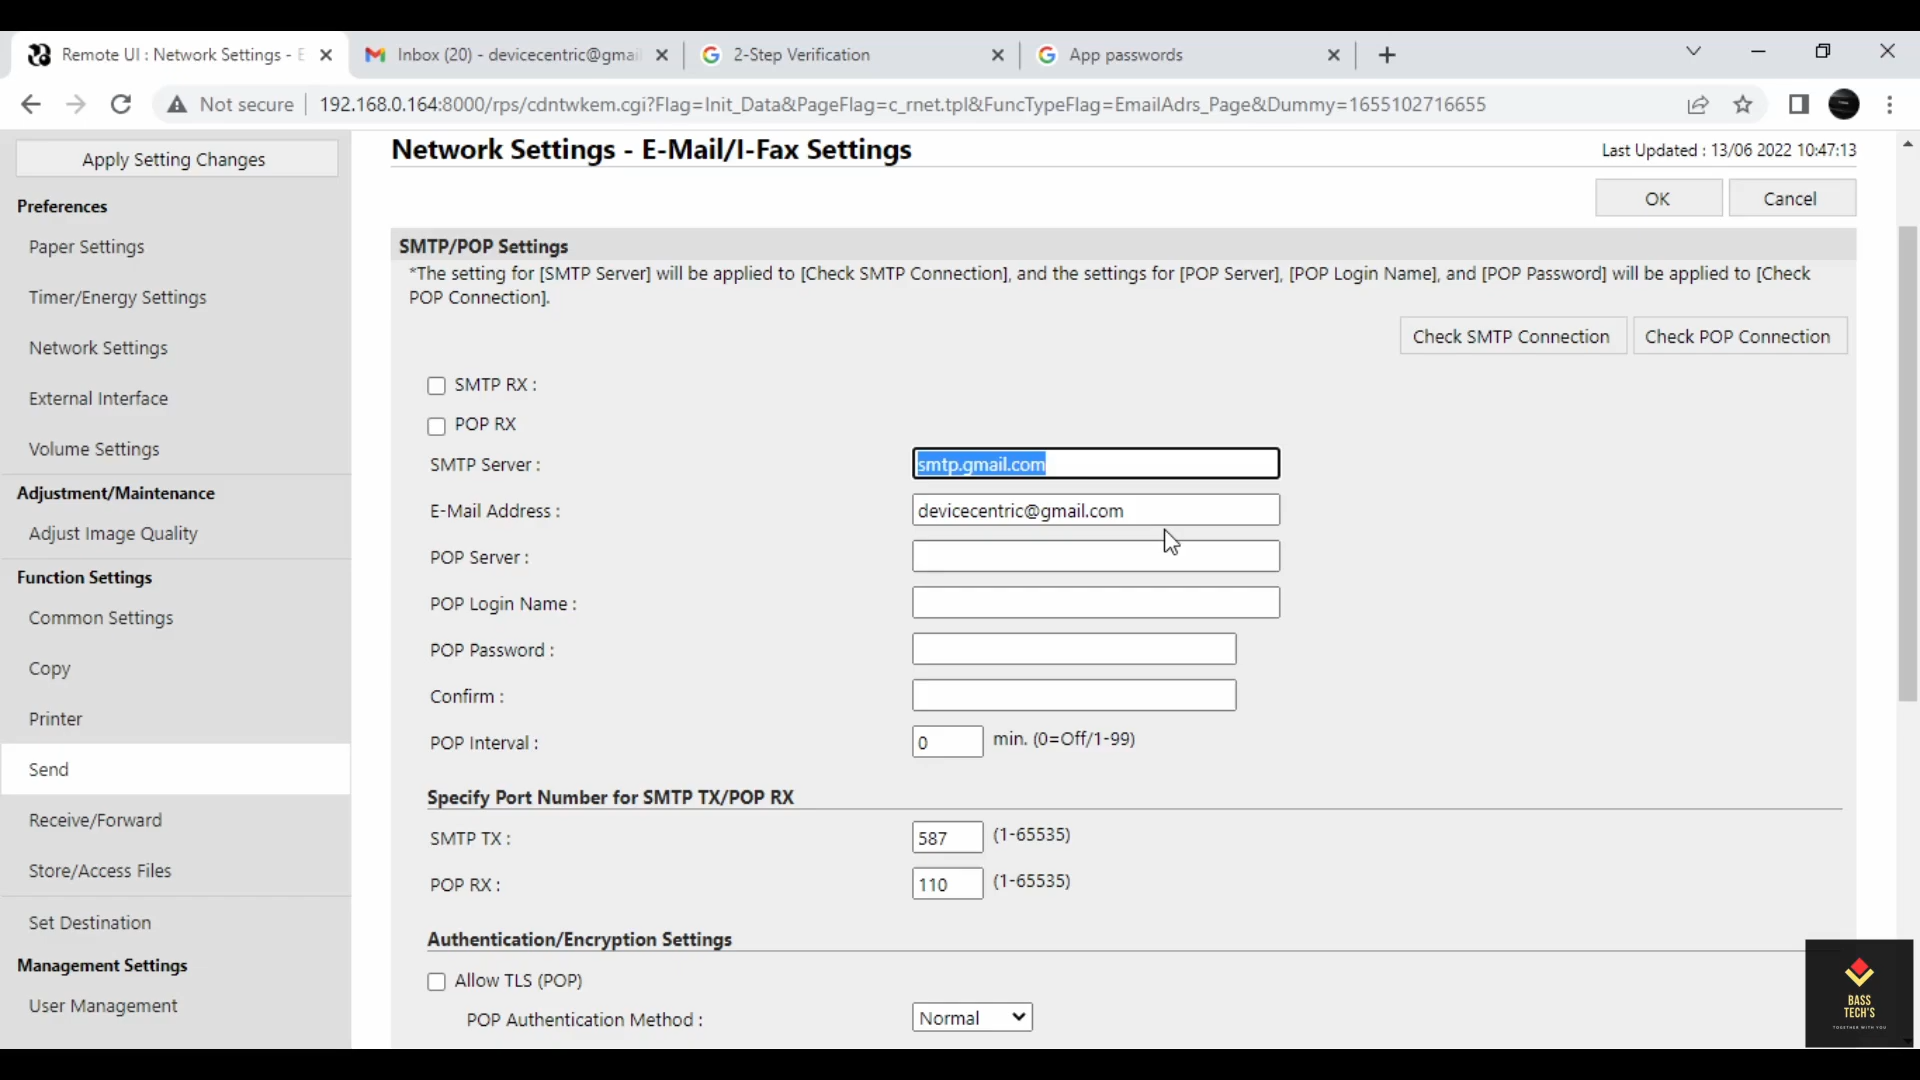 Remote UI : Network Settings - E
Inbox (20) - devicecentric@gmai
2-Step Verification
App passwords
Not secure
192.168.0.164:8000/rps/cdntwkem.cgi?Flag=Init_Data&PageFlag=c_rnet.tpl&FuncTypeFlag=EmailAdrs_Page&Dummy=1655102716655
Apply Setting Changes
Preferences
Paper Settings
Timer/Energy Settings
Network Settings
External Interface
Volume Settings
Adjustment/Maintenance
Adjust Image Quality
Function Settings
Common Settings
Copy
Printer
Send
Receive/Forward
Store/Access Files
Set Destination
Management Settings
User Management
Network Settings - E-Mail/I-Fax Settings
Last Updated : 13/06 2022 10:47:13
OK
Cancel
SMTP/POP Settings
*The setting for [SMTP Server] will be applied to [Check SMTP Connection], and the settings for [POP Server], [POP Login Name], and [POP Password] will be applied to [Check
POP Connection].
Check SMTP Connection
Check POP Connection
SMTP RX :
POP RX
SMTP Server : smtp.gmail.com
E-Mail Address : devicecentric@gmail.com
POP Server :
POP Login Name :
POP Password :
Confirm :
POP Interval : 0 min. (0=Off/1-99)
Specify Port Number for SMTP TX/POP RX
SMTP TX : 587 (1-65535)
POP RX : 110 (1-65535)
Authentication/Encryption Settings
Allow TLS (POP)
POP Authentication Method : Normal
BASS
TECH'S
TOGETHER WITH YOU